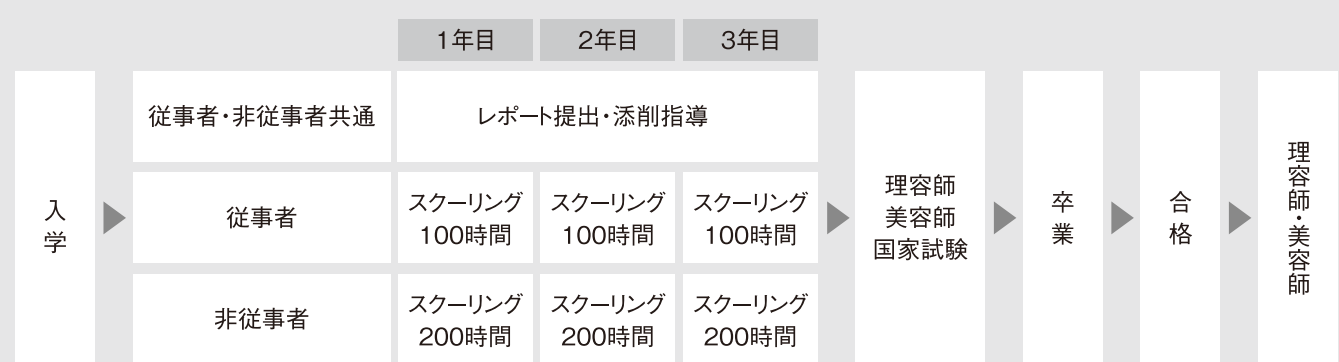 1年目
2年目
3年目
入学
従事者・非従事者共通
レポート提出・添削指導
従事者
スクーリング
100時間
スクーリング
100時間
スクーリング
100時間
非従事者
スクーリング
200時間
スクーリング
200時間
スクーリング
200時間
理容師
美容師
国家試験
卒業
合格
理容師・美容師